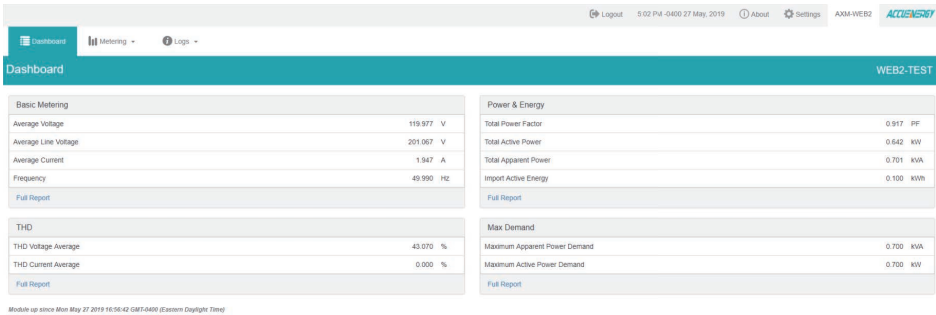 Logout 5:02 PM -0400 27 May, 2019 About Settings AXM-WEB2 ACCUENERGY
Dashboard Metering Logs
Dashboard WEB2-TEST
Basic Metering
Average Voltage 119.977 V
Average Line Voltage 201.067 V
Average Current 1.947 A
Frequency 49.990 Hz
Full Report
Power & Energy
Total Power Factor 0.917 PF
Total Active Power 0.642 kW
Total Apparent Power 0.701 kVA
Import Active Energy 0.100 kWh
Full Report
THD
THD Voltage Average 43.070 %
THD Current Average 0.000 %
Full Report
Max Demand
Maximum Apparent Power Demand 0.700 kVA
Maximum Active Power Demand 0.700 kW
Full Report
Module up since Mon May 27 2019 16:56:42 GMT-0400 (Eastern Daylight Time)